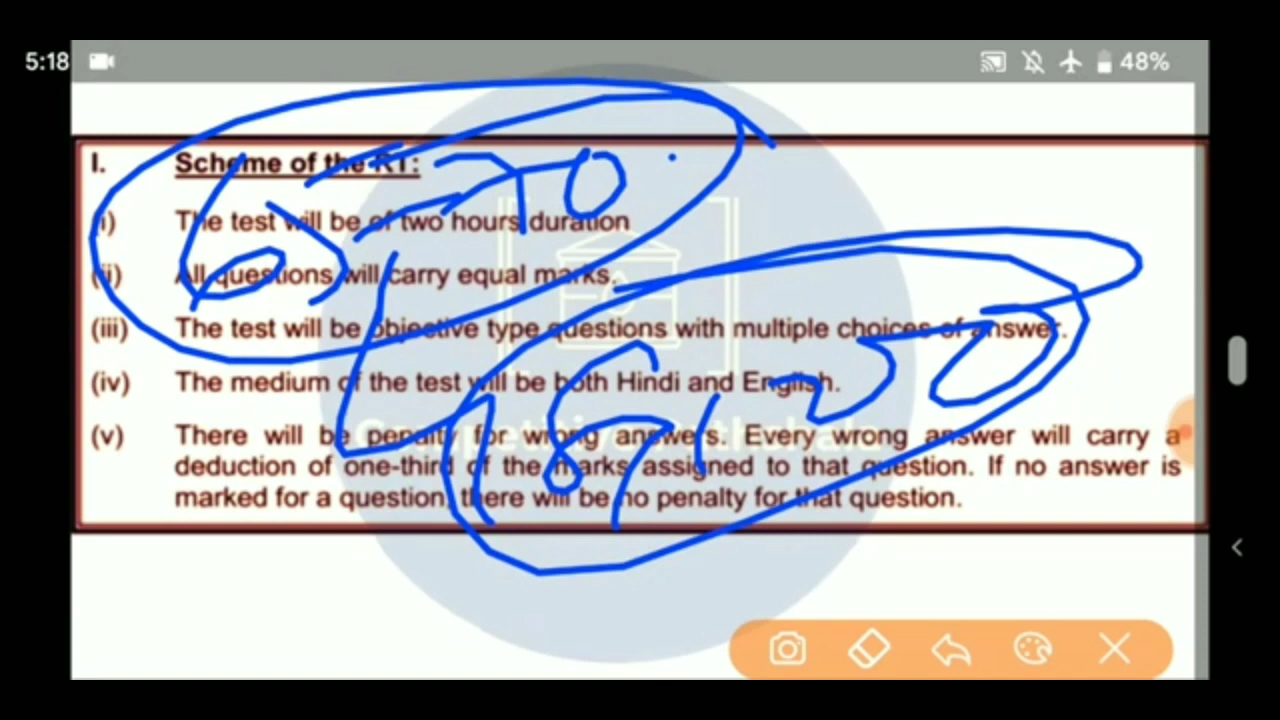 5:18 48%
I. Scheme of the RT:
(i) The test will be of two hours duration
(ii) All questions will carry equal marks.
(iii) The test will be objective type questions with multiple choices of answer.
(iv) The medium of the test will be both Hindi and English.
(v) There will be penalty for wrong answers. Every wrong answer will carry a
deduction of one-third of the marks assigned to that question. If no answer is
marked for a question, there will be no penalty for that question.